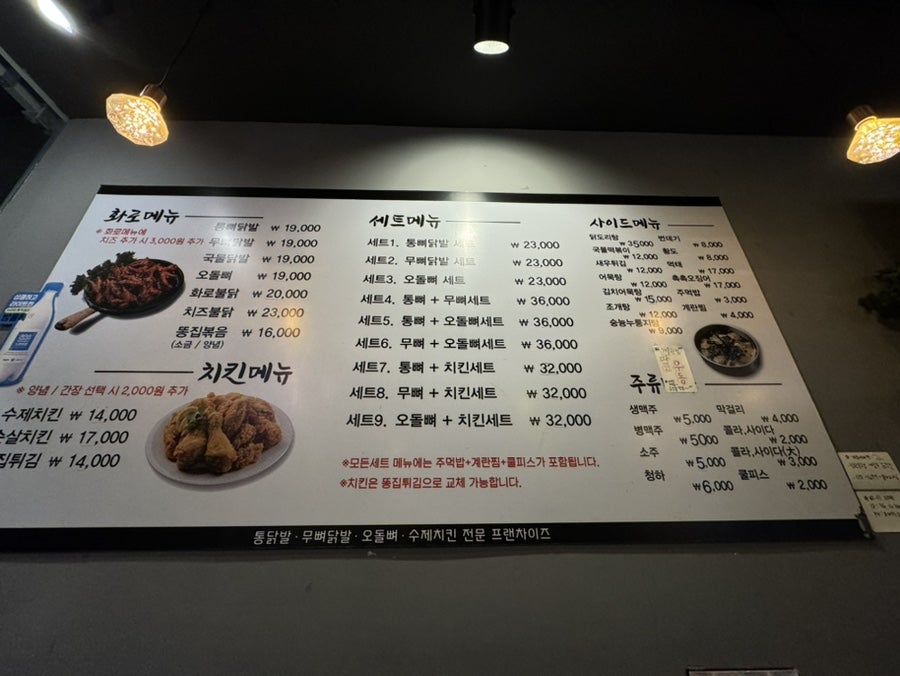 화로메뉴
※ 화로메뉴에
치즈 추가 시 3,000원 추가
통뼈닭발 ₩ 19,000
무뼈닭발 ₩ 19,000
국물닭발 ₩ 19,000
오돌뼈 ₩ 19,000
화로불닭 ₩ 20,000
치즈불닭 ₩ 23,000
똥집볶음 ₩ 16,000
(소금 / 양념)
치킨메뉴
※ 양념 / 간장 선택 시 2,000원 추가
수제치킨 ₩ 14,000
순살치킨 ₩ 17,000
집튀김 ₩ 14,000
세트메뉴
세트1. 통뼈닭발 세트 ₩ 23,000
세트2. 무뼈닭발 세트 ₩ 23,000
세트3. 오돌뼈 세트 ₩ 23,000
세트4. 통뼈 + 무뼈세트 ₩ 36,000
세트5. 통뼈 + 오돌뼈세트 ₩ 36,000
세트6. 무뼈 + 오돌뼈세트 ₩ 36,000
세트7. 통뼈 + 치킨세트 ₩ 32,000
세트8. 무뼈 + 치킨세트 ₩ 32,000
세트9. 오돌뼈 + 치킨세트 ₩ 32,000
※모든세트 메뉴에는 주먹밥+계란찜+쿨피스가 포함됩니다.
※치킨은 똥집튀김으로 교체 가능합니다.
사이드메뉴
닭도리탕 ₩ 35,000
국물떡볶이 ₩ 12,000
새우튀김 ₩ 12,000
어묵탕 ₩ 12,000
김치어묵탕 ₩ 15,000
조개탕 ₩ 12,000
숭늉누룽지탕 ₩ 9,000
번데기 ₩ 8,000
황도 ₩ 8,000
먹태 ₩ 17,000
촉촉오징어 ₩ 17,000
주먹밥 ₩ 3,000
계란찜 ₩ 4,000
주류
생맥주 ₩ 5,000
병맥주 ₩ 5000
소주 ₩ 5,000
청하 ₩ 6,000
막걸리 ₩ 4,000
콜라,사이다 ₩ 2,000
콜라,사이다(大) ₩ 3,000
쿨피스 ₩ 2,000
통닭발 · 무뼈닭발 · 오돌뼈 · 수제치킨 전문 프랜차이즈